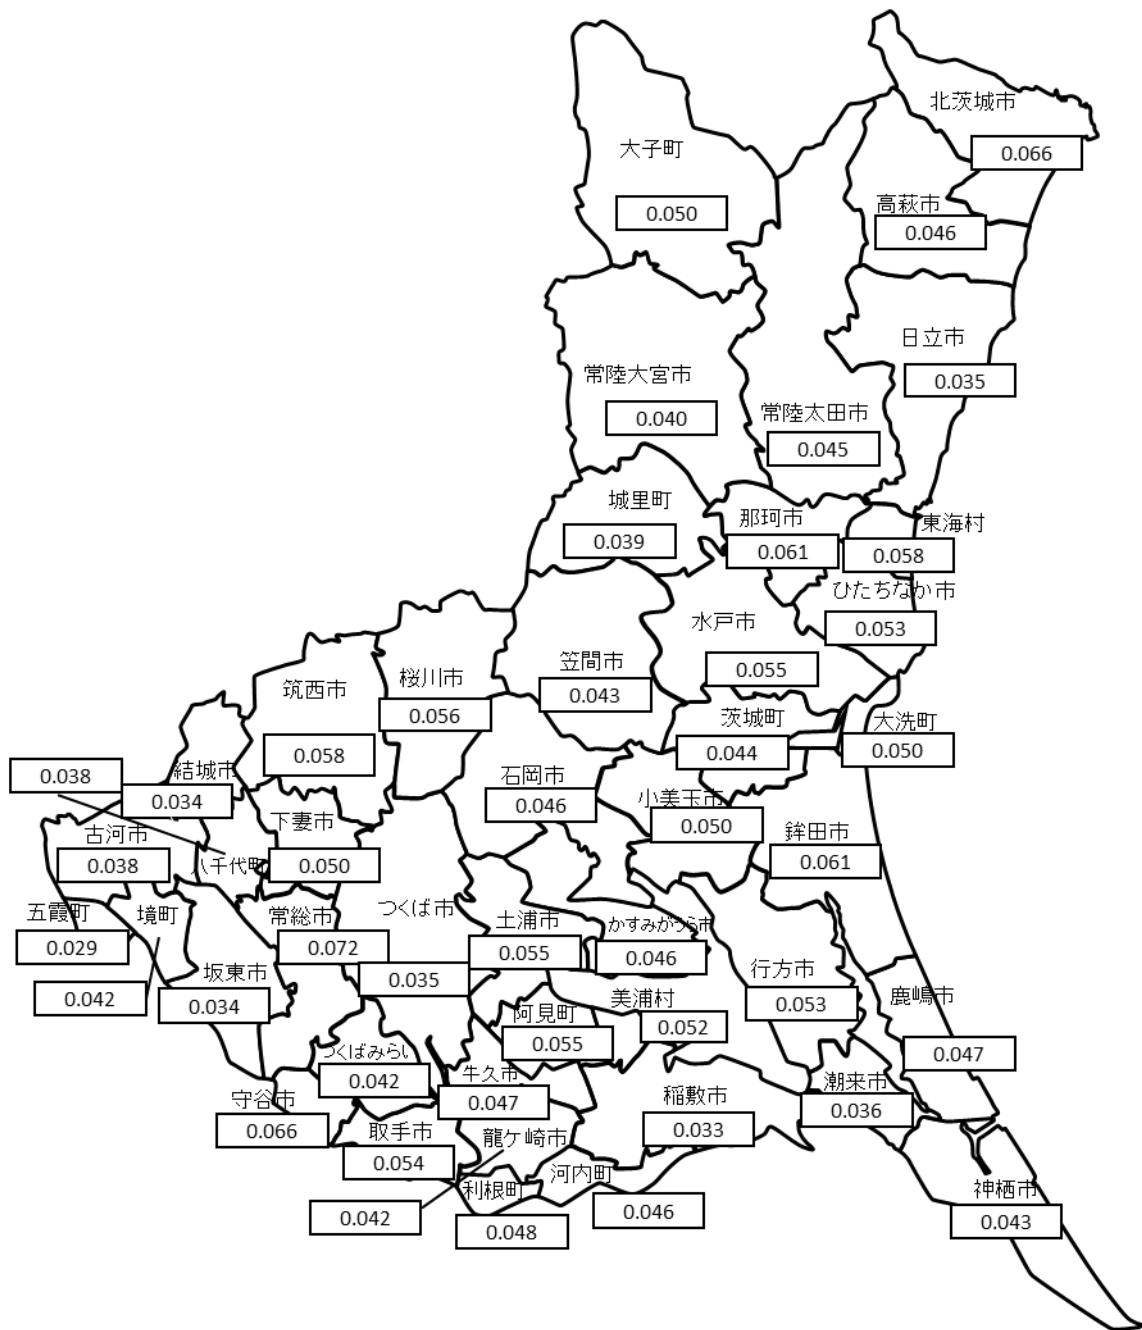 北茨城市
0.066
大子町
0.050
高萩市
0.046
日立市
0.035
常陸大宮市
0.040
常陸太田市
0.045
城里町
0.039
那珂市
0.061
東海村
0.058
ひたちなか市
0.053
水戸市
0.055
笠間市
0.043
桜川市
0.056
筑西市
0.058
茨城町
0.044
大洗町
0.050
結城市
0.034
0.038
石岡市
0.046
小美玉市
0.050
下妻市
0.050
古河市
0.038
八千代町
鉾田市
0.061
五霞町
0.029
境町
0.042
常総市
0.072
つくば市
0.035
土浦市
0.055
かすみがうら市
0.046
坂東市
0.034
行方市
0.053
鹿嶋市
0.047
美浦村
0.052
阿見町
0.055
つくばみらい
0.042
牛久市
0.047
守谷市
0.066
取手市
0.054
龍ケ崎市
0.042
稲敷市
0.033
潮来市
0.036
利根町
0.048
河内町
0.046
神栖市
0.043